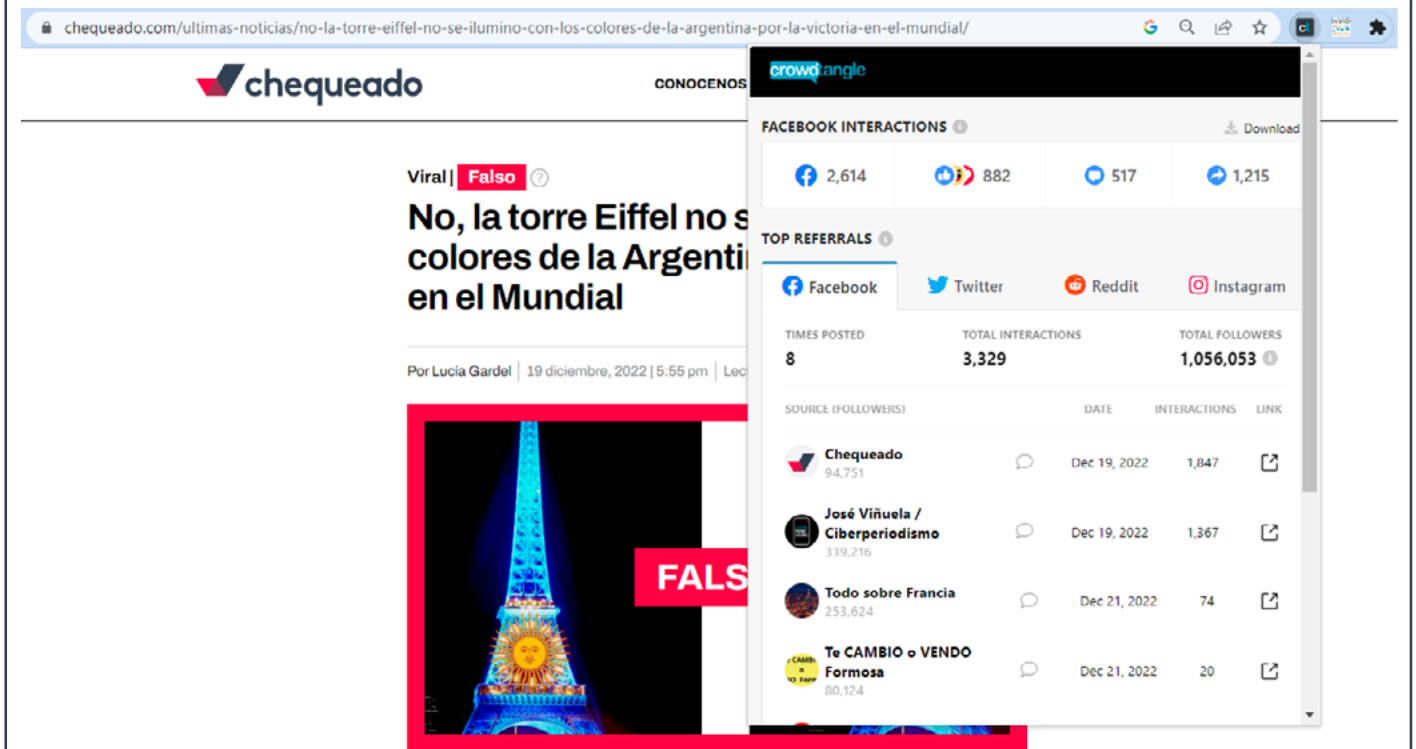 chequeado.com/ultimas-noticias/no-la-torre-eiffel-no-se-ilumino-con-los-colores-de-la-argentina-por-la-victoria-en-el-mundial/
chequeado
CONOCENOS
Viral | Falso ?
No, la torre Eiffel no s
colores de la Argenti
en el Mundial
Por Lucía Gardel | 19 diciembre, 2022 | 5:55 pm | Lec
FALS
crowdtangle
FACEBOOK INTERACTIONS
Download
2,614 882 517 1,215
TOP REFERRALS
Facebook Twitter Reddit Instagram
TIMES POSTED TOTAL INTERACTIONS TOTAL FOLLOWERS
8 3,329 1,056,053
SOURCE (FOLLOWERS) DATE INTERACTIONS LINK
Chequeado
94,751
Dec 19, 2022 1,847
José Viñuela /
Ciberperiodismo
339,216
Dec 19, 2022 1,367
Todo sobre Francia
253,624
Dec 21, 2022 74
Te CAMBIO o VENDO
Formosa
80,124
Dec 21, 2022 20